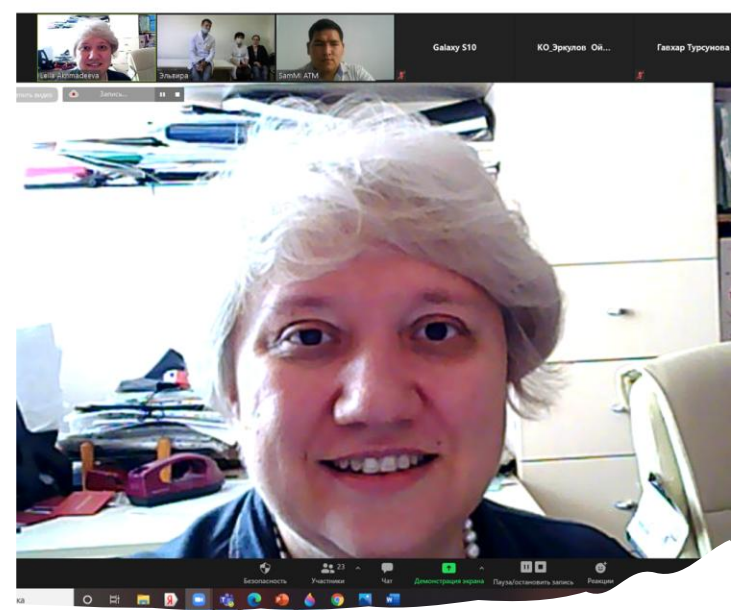 Galaxy S10
КО_Эркулов Ой...
Гавхар Турсунова
Leila Akhmadeeva
Эльвира
SamMI ATM
Запись...
23
Безопасность
Участники
Чат
Демонстрация экрана
Пауза/остановить запись
Реакции